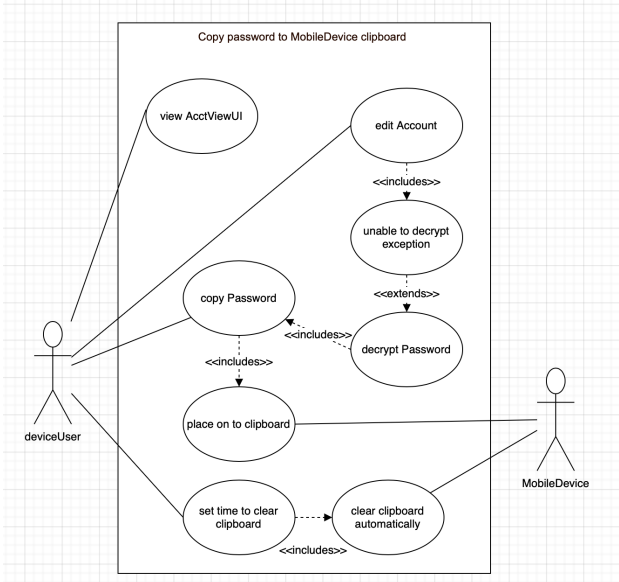 Copy password to MobileDevice clipboard
view AcctViewUI
edit Account
<<includes>>
unable to decrypt
exception
<<extends>>
copy Password
<<includes>>
decrypt Password
<<includes>>
place on to clipboard
deviceUser
MobileDevice
set time to clear
clipboard
clear clipboard
automatically
<<includes>>